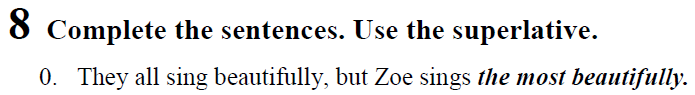 8 Complete the sentences. Use the superlative.
0. They all sing beautifully, but Zoe sings the most beautifully.